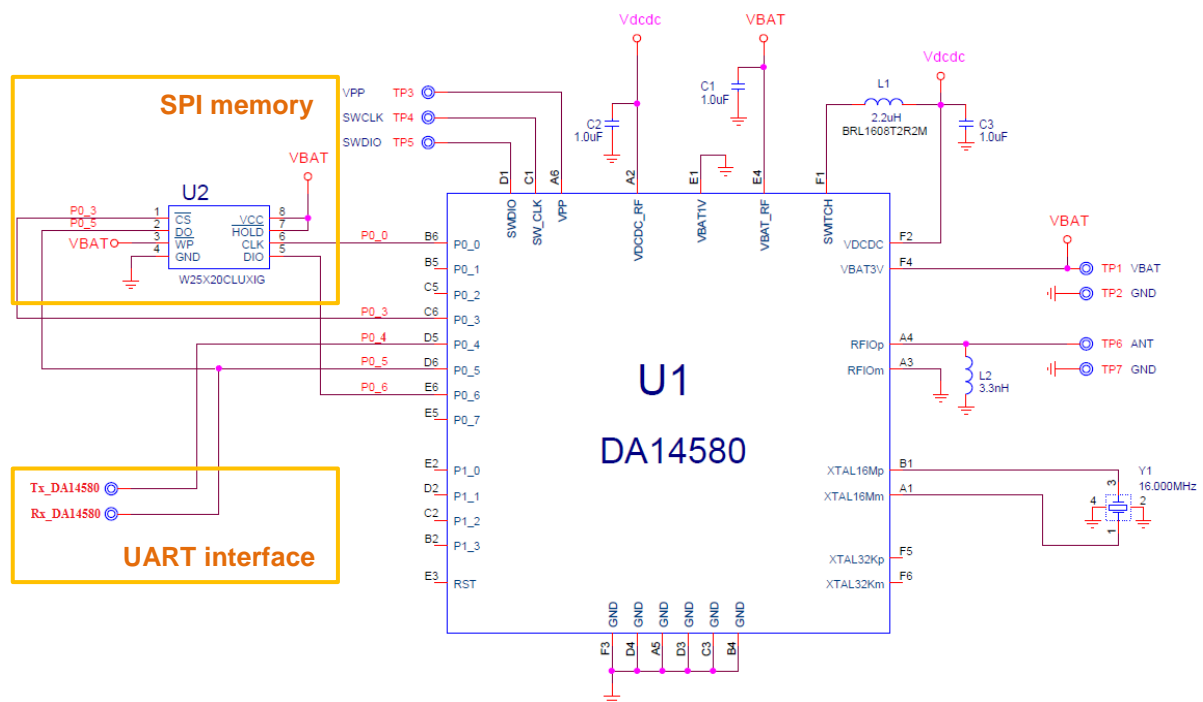 Vdcdc
VBAT
Vdcdc
SPI memory
VPP TP3
SWCLK TP4
SWDIO TP5
C2
1.0uF
C1
1.0uF
L1
2.2uH
BRL1608T2R2M
C3
1.0uF
VBAT
U2
P0_3 1 CS VCC 8
P0_5 2 DO HOLD 7
VBAT 3 WP CLK 6
4 GND DIO 5
W25X20CLUXIG
D1 SWDIO
C1 SW_CLK
A6 VPP
A2 VDCDC_RF
E1 VBAT1V
E4 VBAT_RF
F1 SWITCH
P0_0 B6 P0_0
B5 P0_1
C5 P0_2
P0_3 C6 P0_3
P0_4 D5 P0_4
P0_5 D6 P0_5
P0_6 E6 P0_6
E5 P0_7
E2 P1_0
D2 P1_1
C2 P1_2
B2 P1_3
E3 RST
U1
DA14580
VDCDC F2
VBAT3V F4
RFIOp A4
RFIOm A3
XTAL16Mp B1
XTAL16Mm A1
XTAL32Kp F5
XTAL32Km F6
VBAT
TP1 VBAT
TP2 GND
TP6 ANT
TP7 GND
L2
3.3nH
Y1
16.000MHz
3
4 2
1
Tx_DA14580
Rx_DA14580
UART interface
GND GND GND GND GND GND
F3 D4 A5 D3 C3 B4